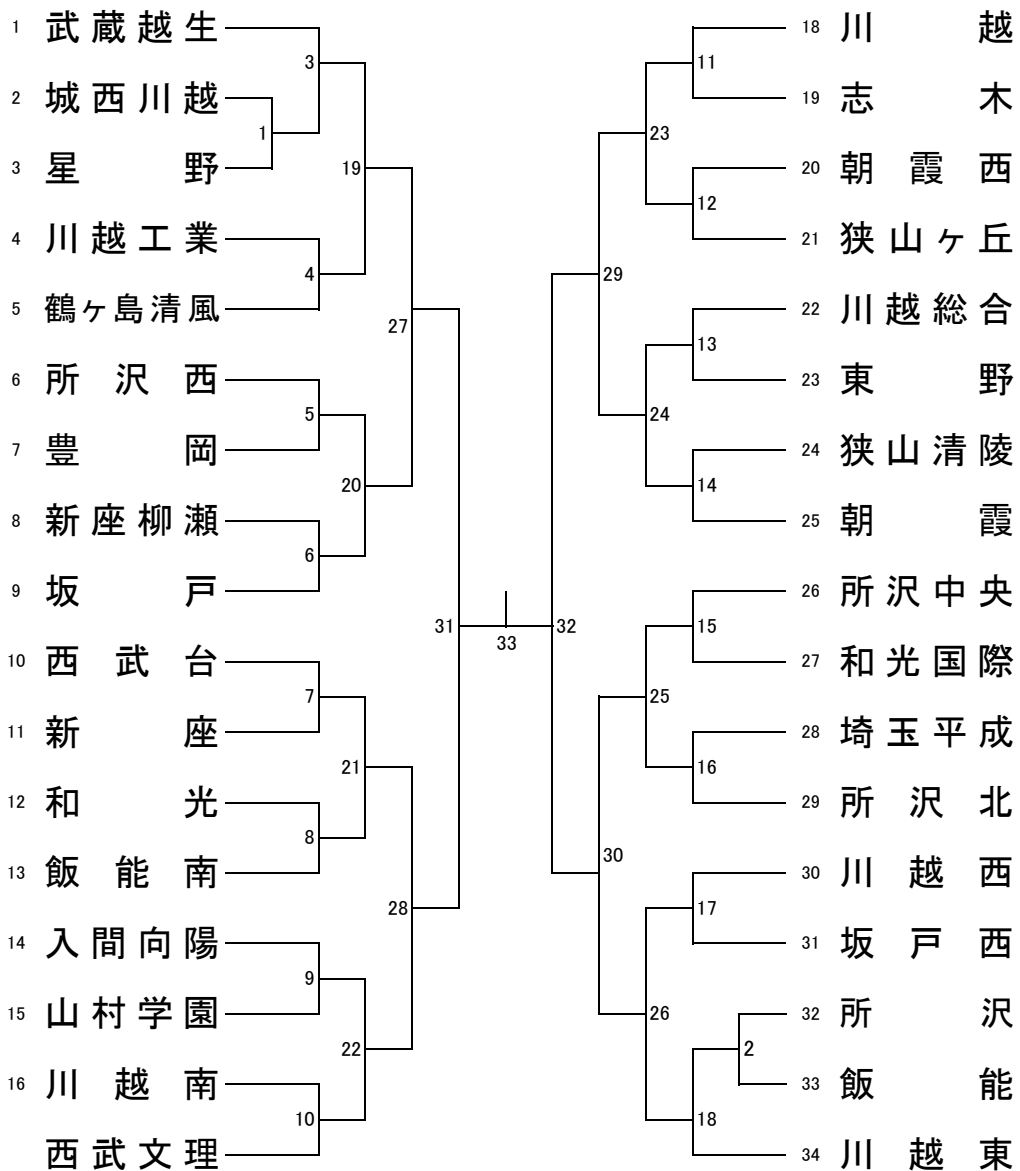 1 武蔵越生
2 城西川越
3 星野
4 川越工業
5 鶴ヶ島清風
6 所沢西
7 豊岡
8 新座柳瀬
9 坂戸
10 西武台
11 新座
12 和光
13 飯能南
14 入間向陽
15 山村学園
16 川越南
西武文理
3
1
4
5
6
7
8
9
10
19
20
21
22
27
28
31
33
32
29
30
23
24
25
26
11
12
13
14
15
16
17
2
18
18 川越
19 志木
20 朝霞西
21 狭山ヶ丘
22 川越総合
23 東野
24 狭山清陵
25 朝霞
26 所沢中央
27 和光国際
28 埼玉平成
29 所沢北
30 川越西
31 坂戸西
32 所沢
33 飯能
34 川越東